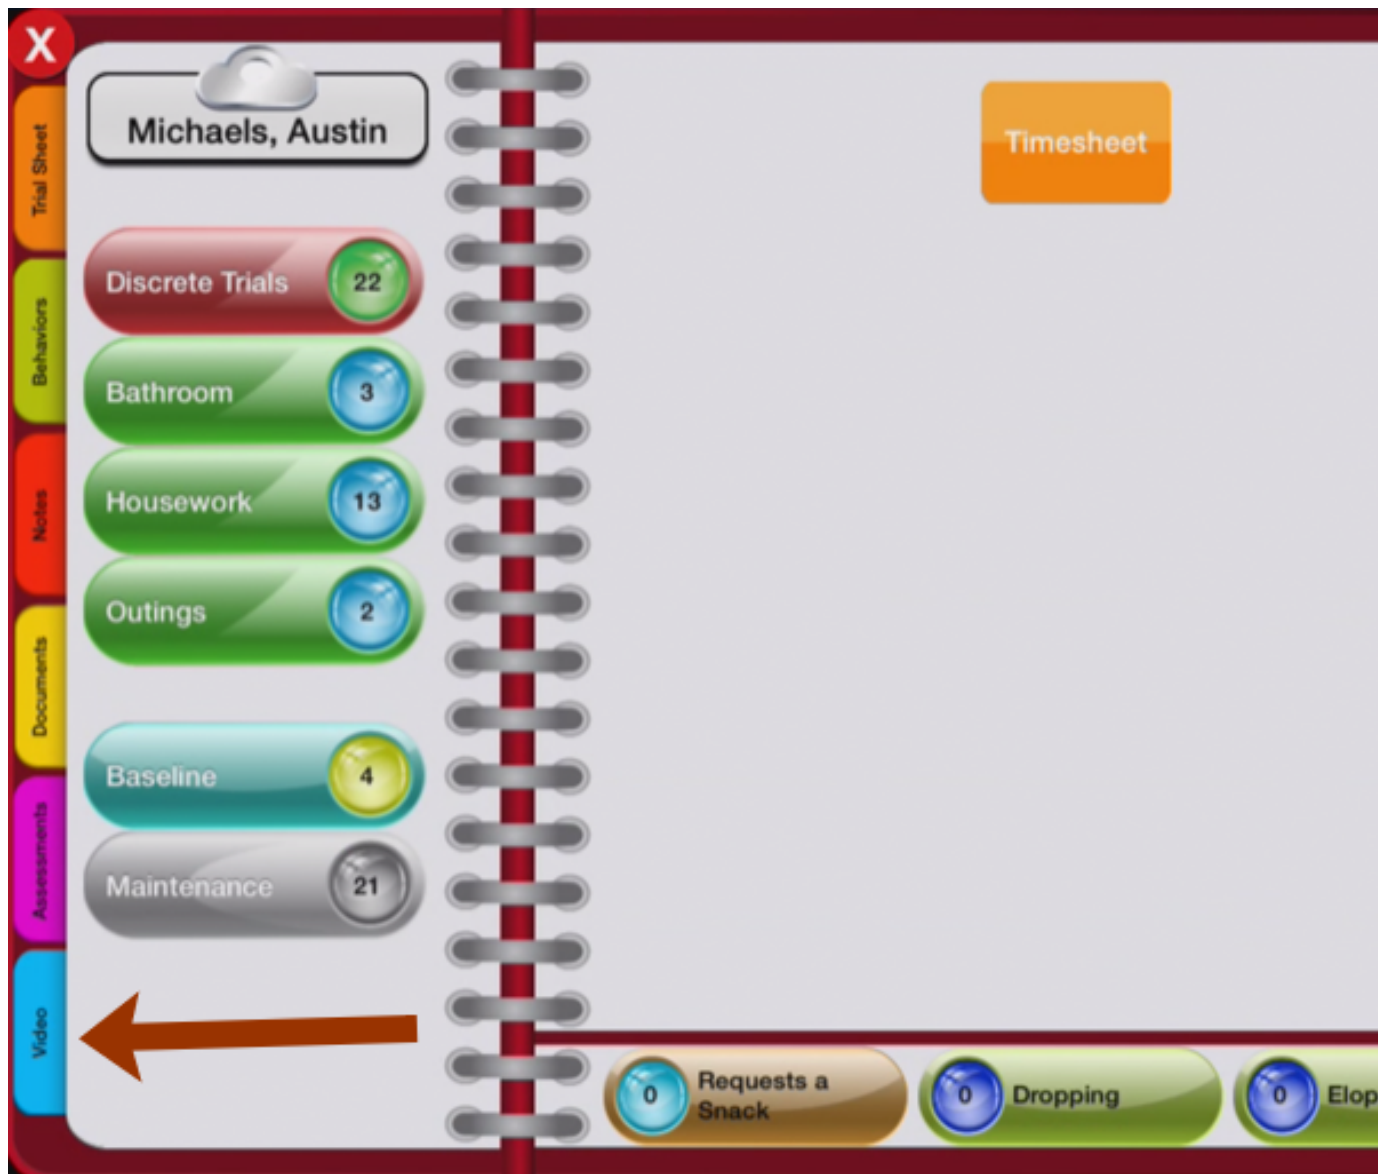 X
Michaels, Austin
Timesheet
Trial Sheet
Behaviors
Notes
Documents
Assessments
Video
Discrete Trials 22
Bathroom 3
Housework 13
Outings 2
Baseline 4
Maintenance 21
0 Requests a
Snack
0 Dropping
0 Elop